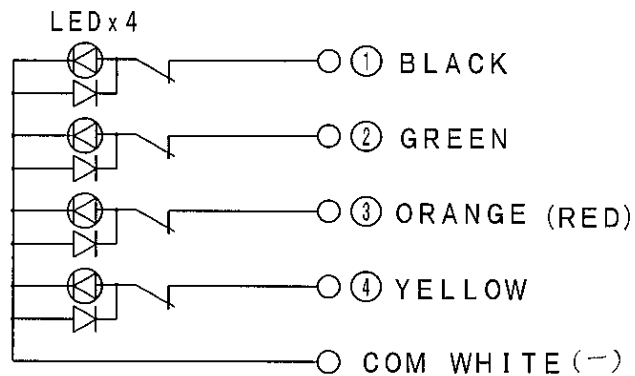 LED x 4
① BLACK
② GREEN
③ ORANGE (RED)
④ YELLOW
COM WHITE (−)